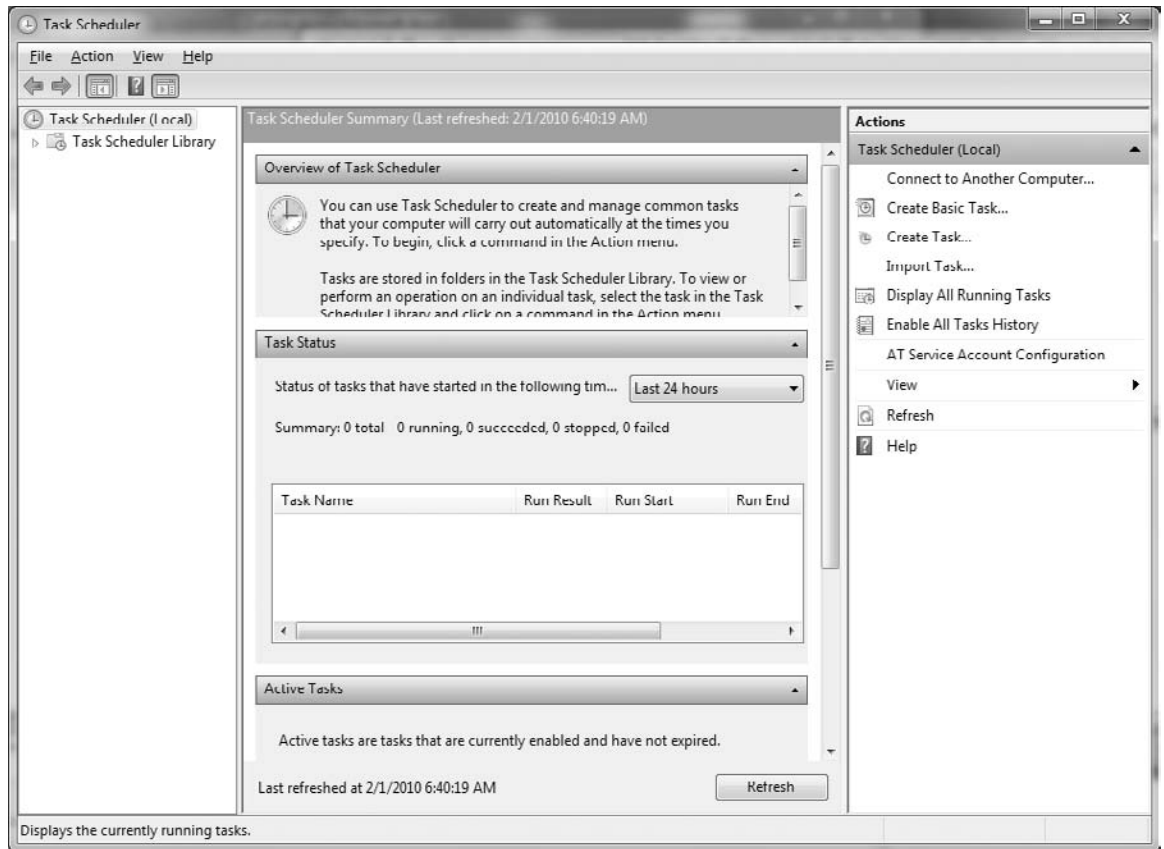 Task Scheduler
File Action View Help
Task Scheduler (Local)
Task Scheduler Library
Task Scheduler Summary (Last refreshed: 2/1/2010 6:40:19 AM)
Overview of Task Scheduler
You can use Task Scheduler to create and manage common tasks
that your computer will carry out automatically at the times you
specify. To begin, click a command in the Action menu.
Tasks are stored in folders in the Task Scheduler Library. To view or
perform an operation on an individual task, select the task in the Task
Scheduler Library and click on a command in the Action menu
Task Status
Status of tasks that have started in the following tim... Last 24 hours
Summary: 0 total 0 running, 0 succeeded, 0 stopped, 0 failed
Task Name Run Result Run Start Run End
Active Tasks
Active tasks are tasks that are currently enabled and have not expired.
Last refreshed at 2/1/2010 6:40:19 AM Refresh
Actions
Task Scheduler (Local)
Connect to Another Computer...
Create Basic Task...
Create Task...
Import Task...
Display All Running Tasks
Enable All Tasks History
AT Service Account Configuration
View
Refresh
Help
Displays the currently running tasks.